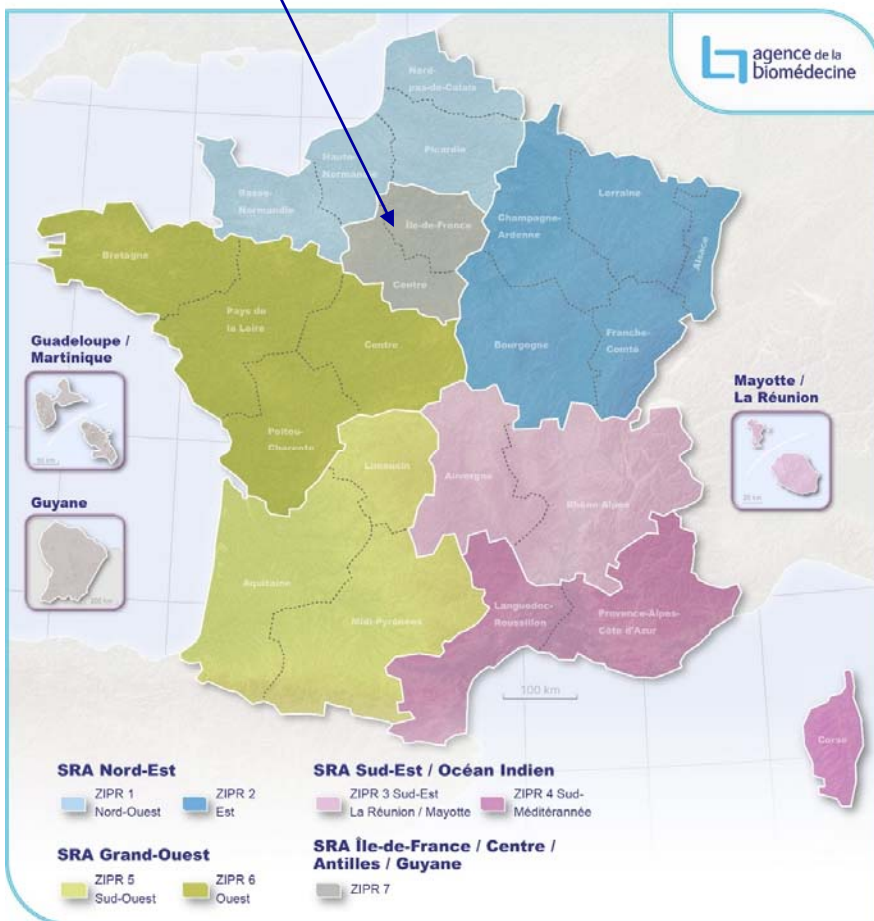 agence de la
biomédecine
Nord-
pas-de-Calais
Haute-
Normandie
Picardie
Basse-
Normandie
Île-de-France
Centre
Champagne-
Ardenne
Lorraine
Alsace
Bretagne
Pays de
la Loire
Centre
Bourgogne
Franche-
Comté
Poitou-
Charente
Limousin
Auvergne
Rhône-Alpes
Aquitaine
Midi-Pyrénées
Languedoc-
Roussillon
Provence-Alpes-
Côte d'Azur
Corse
100 km
Guadeloupe /
Martinique
Guyane
Mayotte /
La Réunion
SRA Nord-Est
ZIPR 1
Nord-Ouest
ZIPR 2
Est
SRA Sud-Est / Océan Indien
ZIPR 3 Sud-Est
La Réunion / Mayotte
ZIPR 4 Sud-
Méditérannée
SRA Grand-Ouest
ZIPR 5
Sud-Ouest
ZIPR 6
Ouest
SRA Île-de-France / Centre /
Antilles / Guyane
ZIPR 7